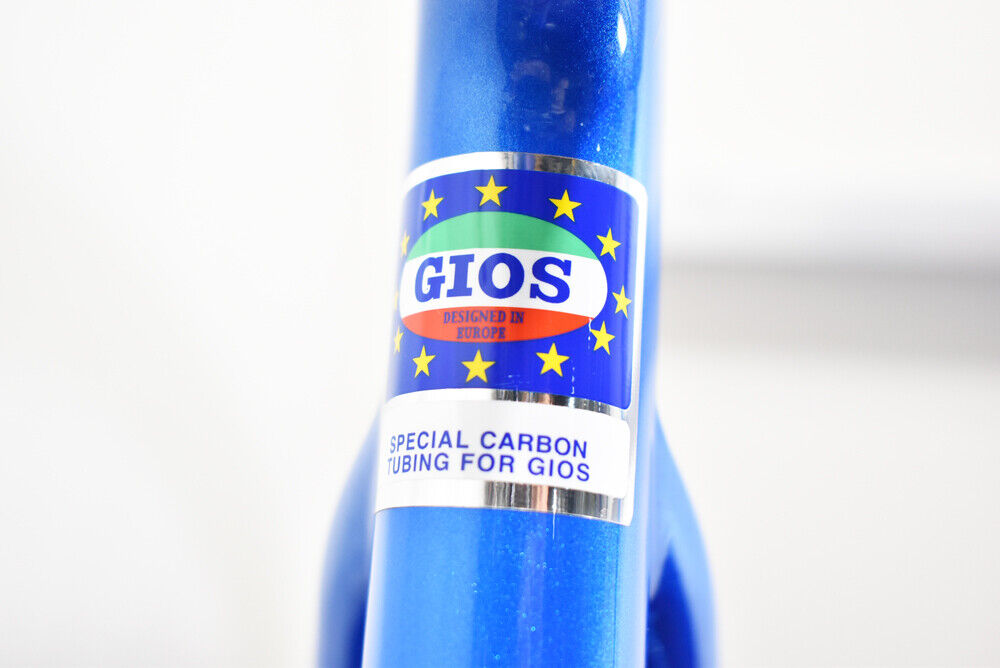 GIOS
DESIGNED IN
EUROPE
SPECIAL CARBON
TUBING FOR GIOS